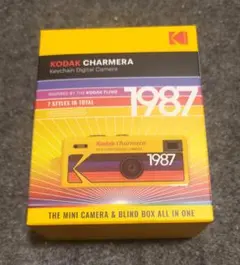 KODAK CHARMERA
Keychain Digital Camera
INSPIRED BY THE KODAK FLING
7 STYLES IN TOTAL
1987
Kodak Charmera
1987
THE MINI CAMERA & BLIND BOX ALL IN ONE